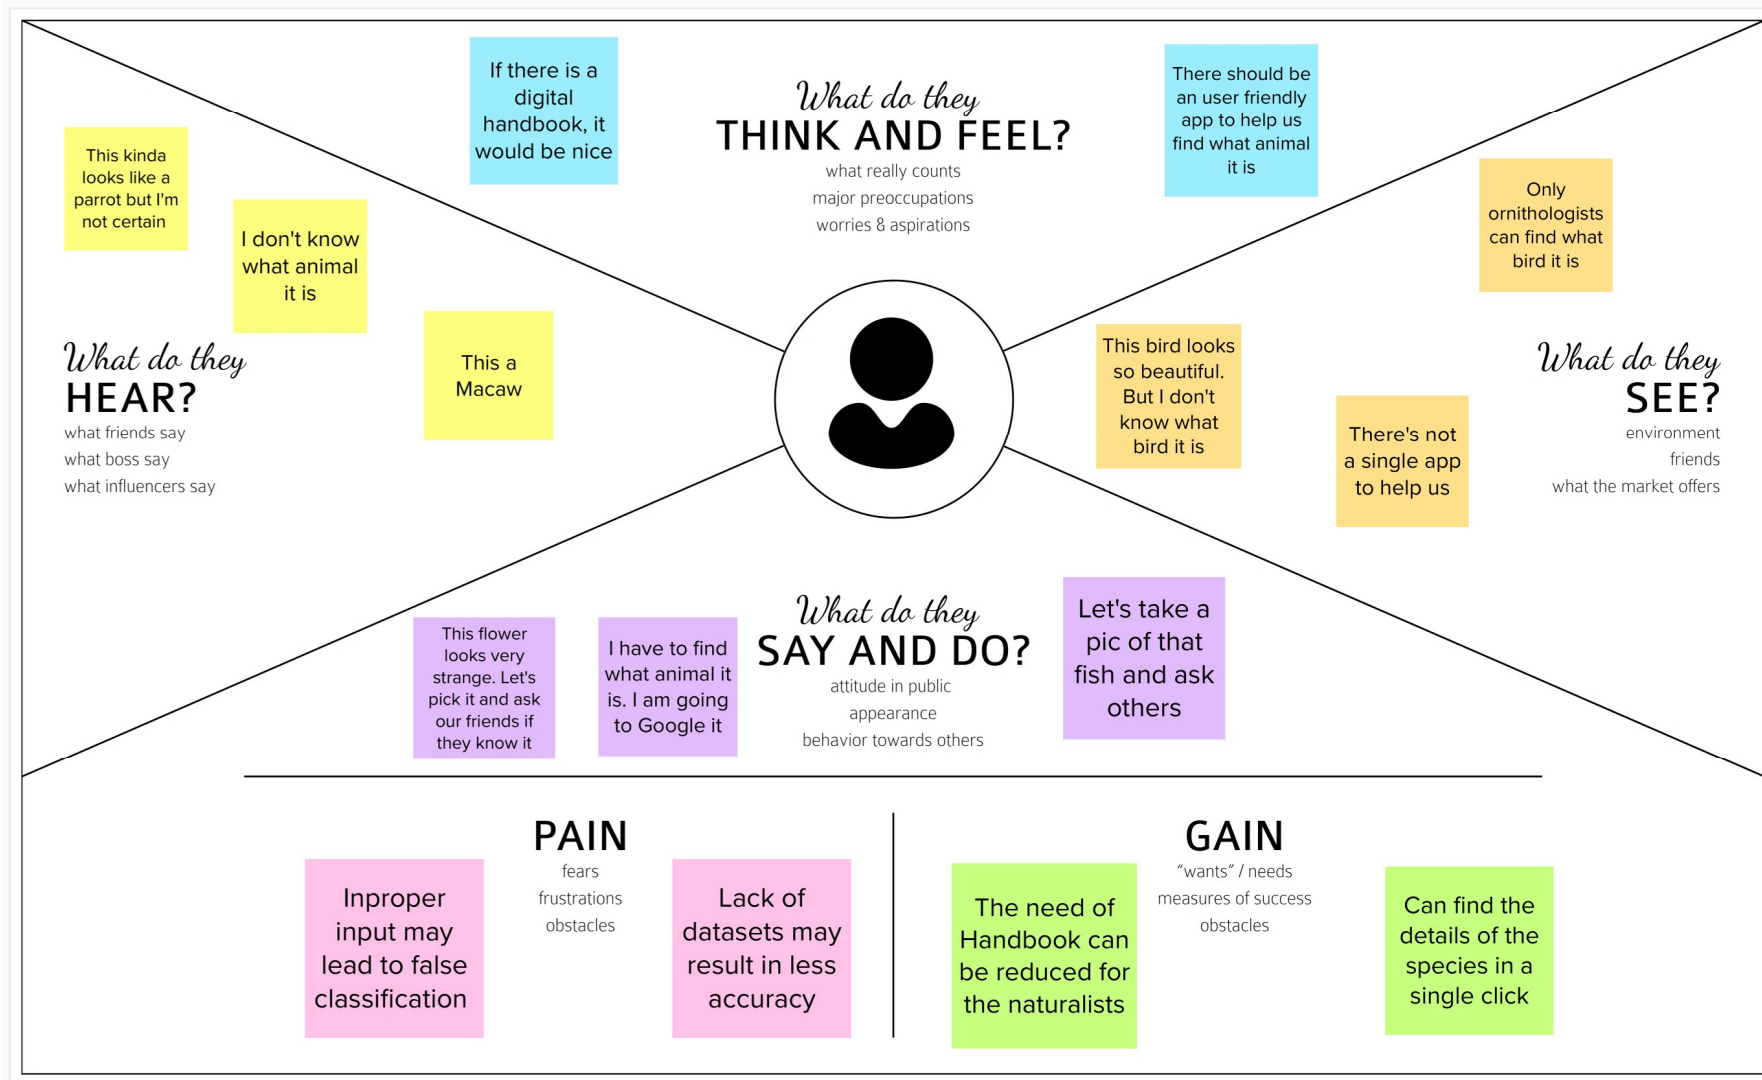 If there is a
digital
handbook, it
would be nice
What do they
THINK AND FEEL?
what really counts
major preoccupations
worries & aspirations
There should be
an user friendly
app to help us
find what animal
it is
This kinda
looks like a
parrot but I'm
not certain
I don't know
what animal
it is
This a
Macaw
What do they
HEAR?
what friends say
what boss say
what influencers say
Only
ornithologists
can find what
bird it is
This bird looks
so beautiful.
But I don't
know what
bird it is
There's not
a single app
to help us
What do they
SEE?
environment
friends
what the market offers
This flower
looks very
strange. Let's
pick it and ask
our friends if
they know it
I have to find
what animal it
is. I am going
to Google it
What do they
SAY AND DO?
attitude in public
appearance
behavior towards others
Let's take a
pic of that
fish and ask
others
PAIN
fears
frustrations
obstacles
Inproper
input may
lead to false
classification
Lack of
datasets may
result in less
accuracy
GAIN
“wants” / needs
measures of success
obstacles
The need of
Handbook can
be reduced for
the naturalists
Can find the
details of the
species in a
single click